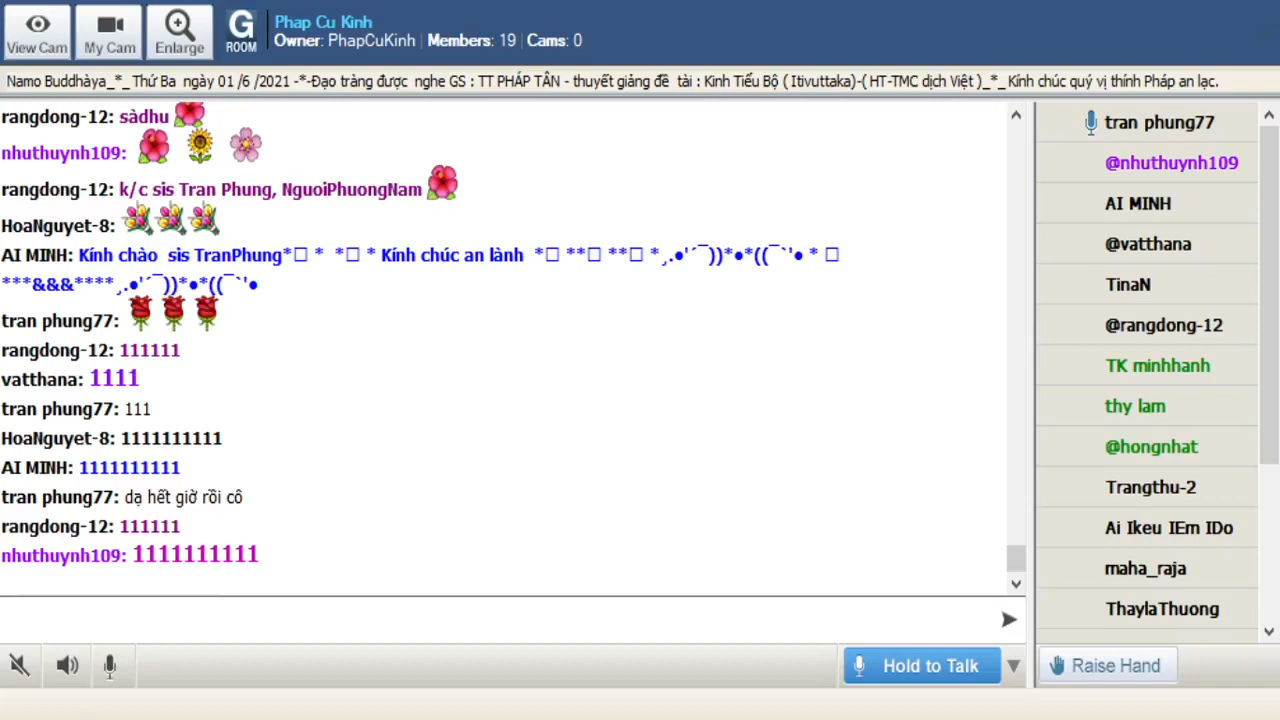 Phap Cu Kinh
Owner: PhapCuKinh | Members: 19 | Cams: 0
View Cam
My Cam
Enlarge
G
ROOM
Namo Buddhàya_*_Thứ Ba ngày 01 /6 /2021 -*-Đạo tràng được nghe GS : TT PHÁP TÂN - thuyết giảng đề tài : Kinh Tiểu Bộ ( Itivuttaka)-( HT-TMC dịch Việt )_*_Kính chúc quý vị thính Pháp an lạc.
rangdong-12: sàdhu
nhuthuynh109:
rangdong-12: k/c sis Tran Phung, NguoiPhuongNam
HoaNguyet-8:
AI MINH: Kính chào sis TranPhung*□ * *□ * Kính chúc an lành *□ **□ **□ *¸.•'´¯))*•*((¯`'• * □
***&&&****¸.•'´¯))*•*((¯`'•
tran phung77:
rangdong-12: 111111
vatthana: 1111
tran phung77: 111
HoaNguyet-8: 1111111111
AI MINH: 1111111111
tran phung77: dạ hết giờ rồi cô
rangdong-12: 111111
nhuthuynh109: 1111111111
tran phung77
@nhuthuynh109
AI MINH
@vatthana
TinaN
@rangdong-12
TK minhhanh
thy lam
@hongnhat
Trangthu-2
Ai Ikeu IEm IDo
maha_raja
ThaylaThuong
Hold to Talk
Raise Hand